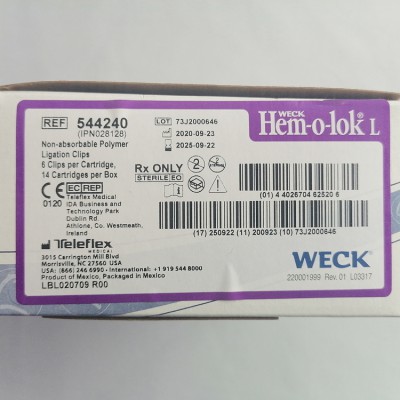 REF 544240
(IPN028128)
Non-absorbable Polymer
Ligation Clips
6 Clips per Cartridge,
14 Cartridges per Box
CE EC REP
0120 Teleflex Medical
IDA Business and
Technology Park
Dublin Rd.
Athlone, Co. Westmeath,
Ireland
Teleflex
MEDICAL
3015 Carrington Mill Blvd
Morrisville, NC 27560 USA
USA: (866) 246 6990 • International: +1 919 544 8000
Product of Mexico, Packaged in Mexico
LBL020709 R00
LOT 73J2000646
2020-09-23
2025-09-22
Rx ONLY
STERILE EO
2
WECK
Hem-o-lok® L
(01) 4 4026704 62520 6
(17) 250922 (11) 200923 (10) 73J2000646
WECK
220001999 Rev. 01 L03317